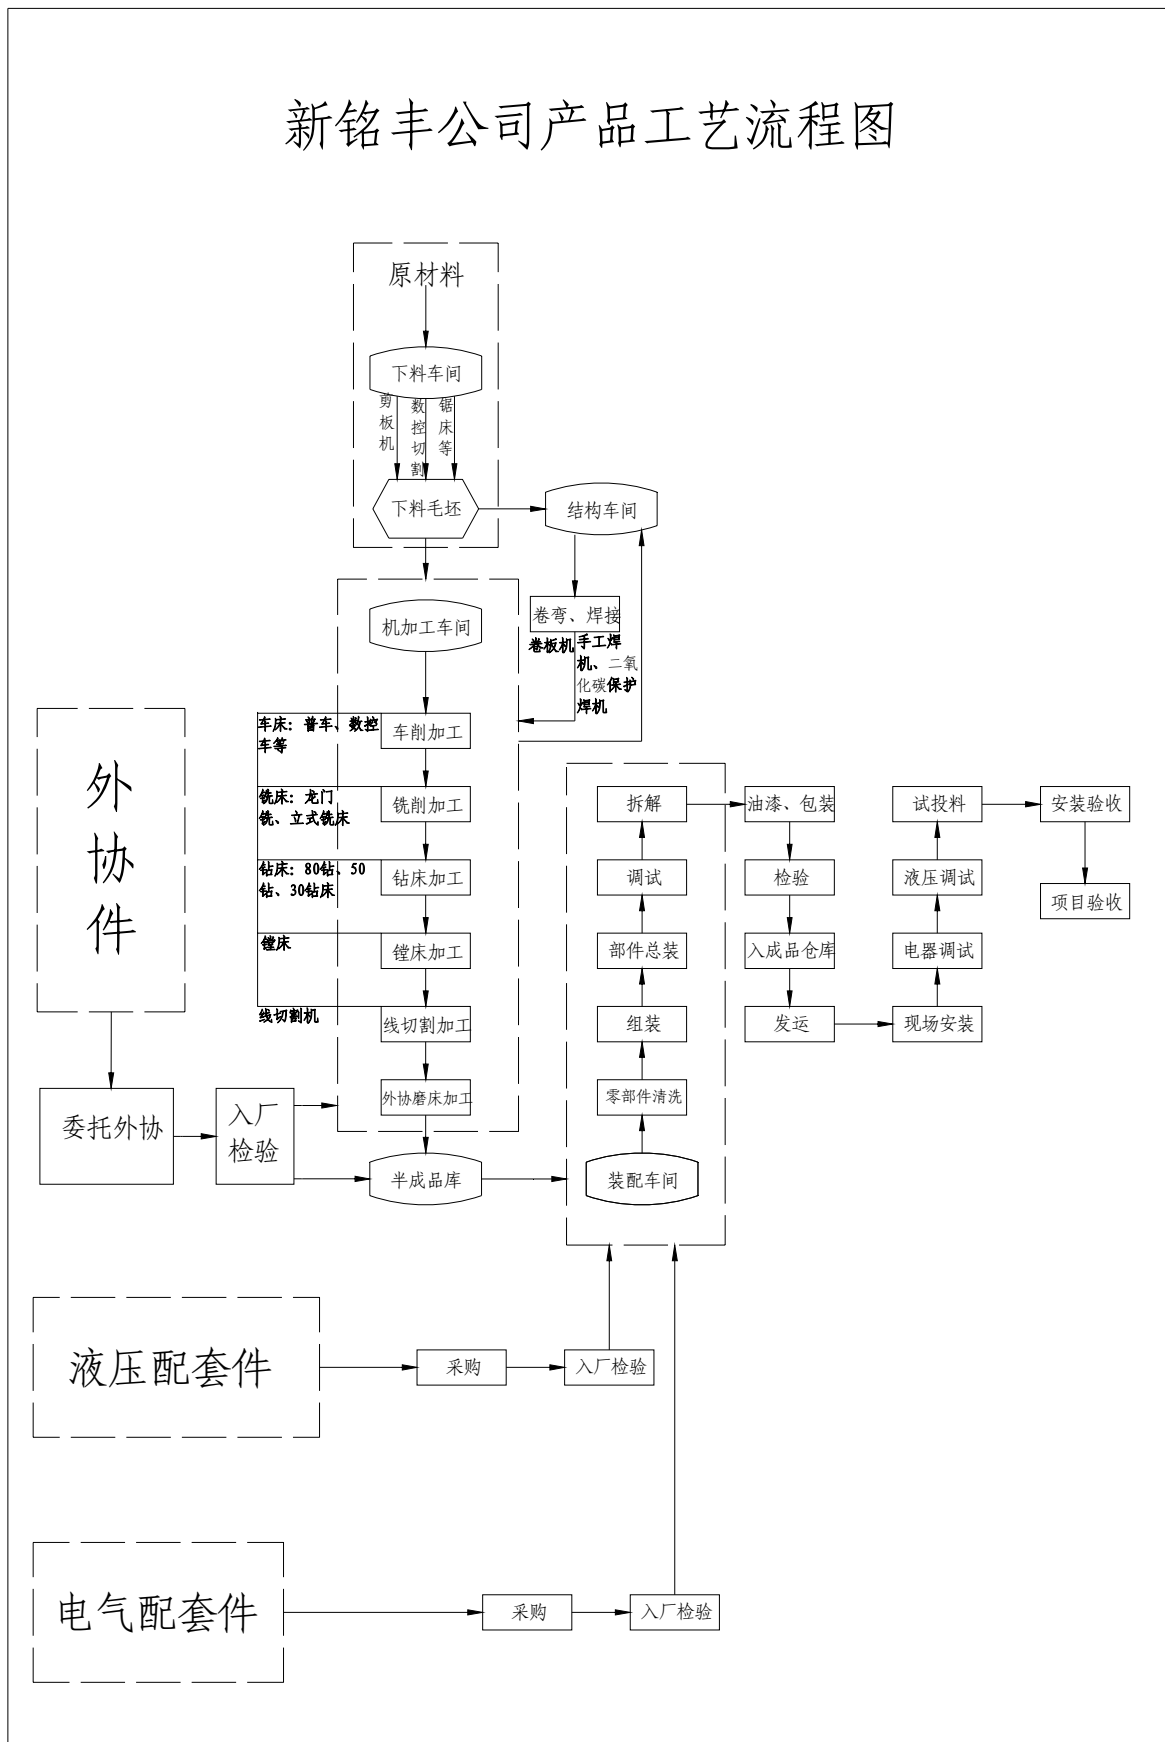 新铭丰公司产品工艺流程图
原材料
下料车间
剪板机
数控切割
锯床等
下料毛坯
结构车间
卷弯、焊接
卷板机
手工焊
机、二氧
化碳保护
焊机
机加工车间
车床：普车、数控
车等
车削加工
铣床：龙门
铣、立式铣床
铣削加工
钻床：80钻、50
钻、30钻床
钻床加工
镗床
镗床加工
线切割机
线切割加工
外协磨床加工
半成品库
外
协
件
委托外协
入厂
检验
拆解
调试
部件总装
组装
零部件清洗
装配车间
油漆、包装
检验
入成品仓库
发运
试投料
液压调试
电器调试
现场安装
安装验收
项目验收
液压配套件
采购
入厂检验
电气配套件
采购
入厂检验